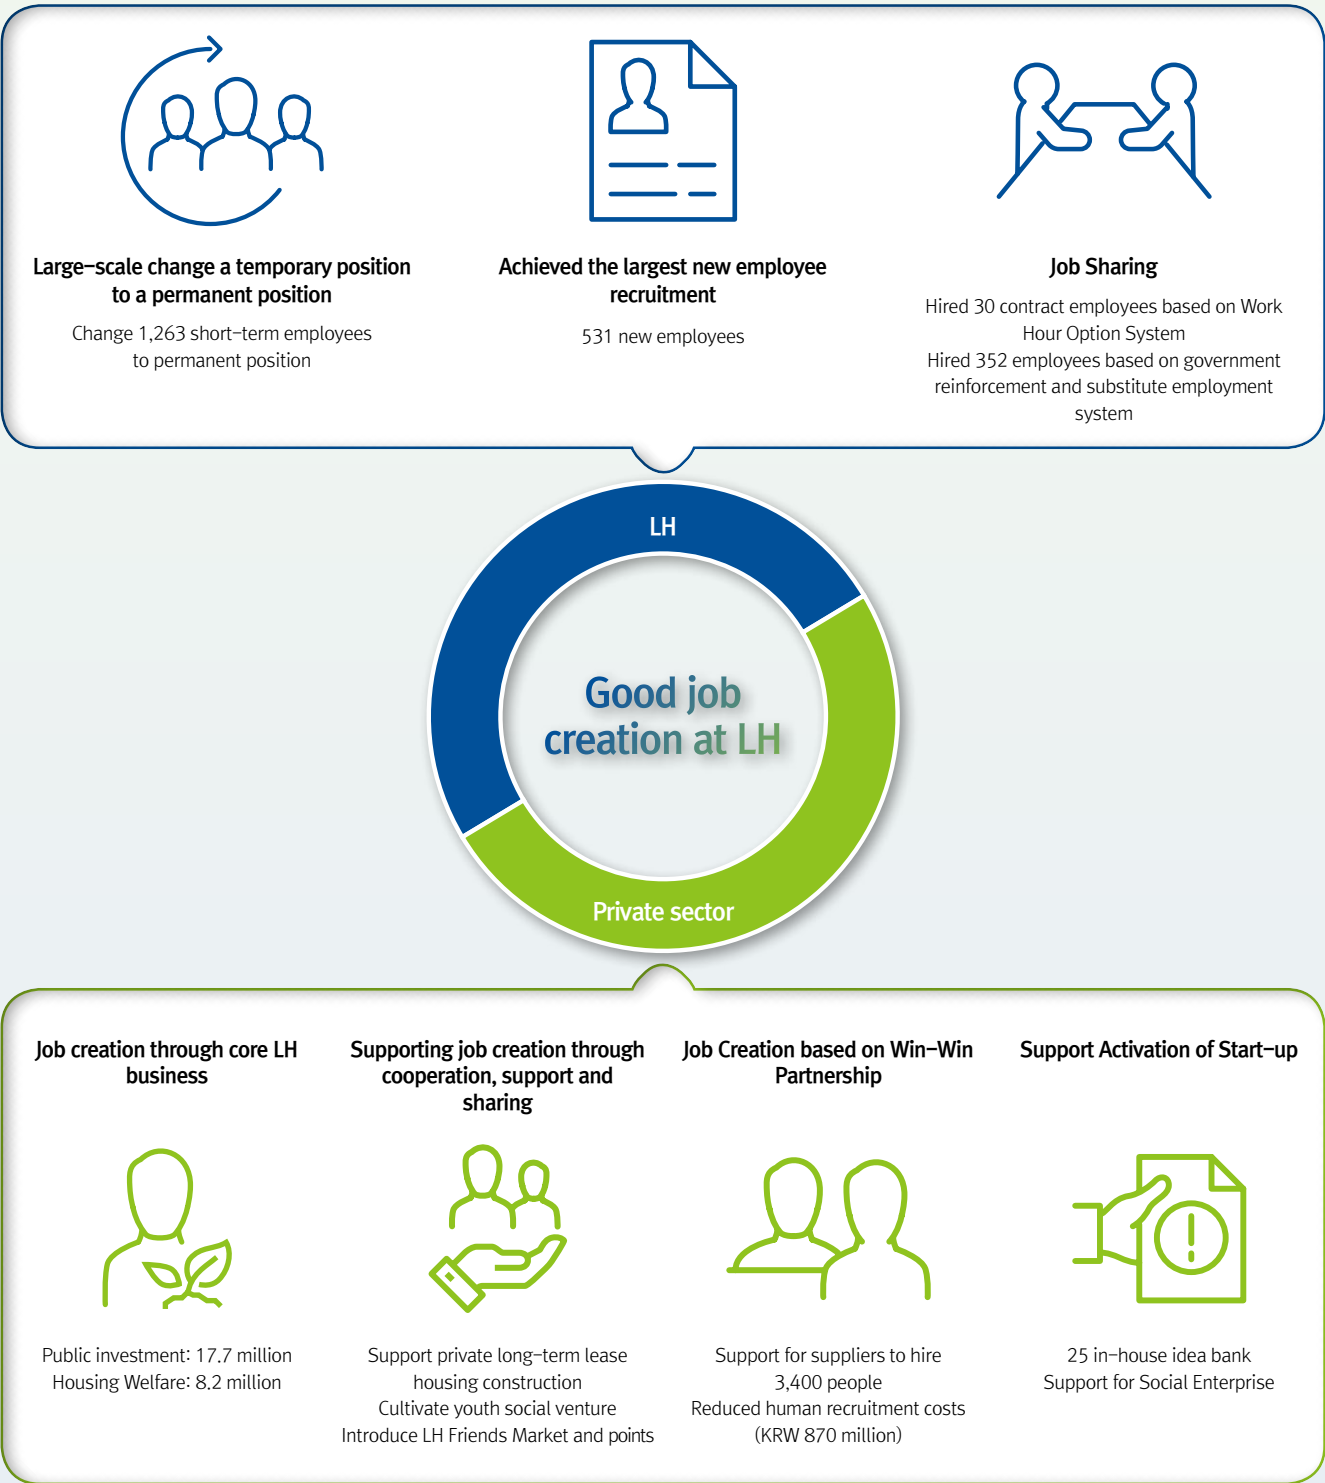 Large-scale change a temporary position
to a permanent position
Change 1,263 short-term employees
to permanent position
Achieved the largest new employee
recruitment
531 new employees
Job Sharing
Hired 30 contract employees based on Work
Hour Option System
Hired 352 employees based on government
reinforcement and substitute employment
system
LH
Good job
creation at LH
Private sector
Job creation through core LH
business
Public investment: 17.7 million
Housing Welfare: 8.2 million
Supporting job creation through
cooperation, support and
sharing
Support private long-term lease
housing construction
Cultivate youth social venture
Introduce LH Friends Market and points
Job Creation based on Win-Win
Partnership
Support for suppliers to hire
3,400 people
Reduced human recruitment costs
(KRW 870 million)
Support Activation of Start-up
25 in-house idea bank
Support for Social Enterprise